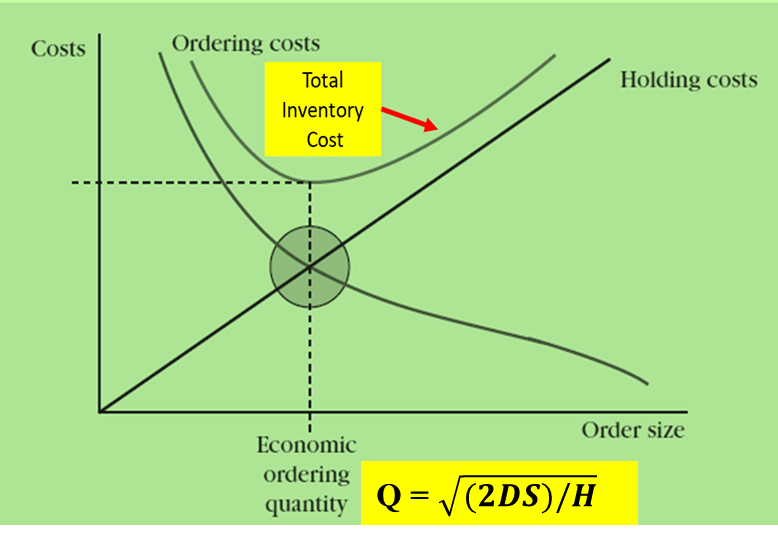 Costs
Ordering costs
Total
Inventory
Cost
Holding costs
Order size
Economic
ordering
quantity
Q = √(2DS)/H